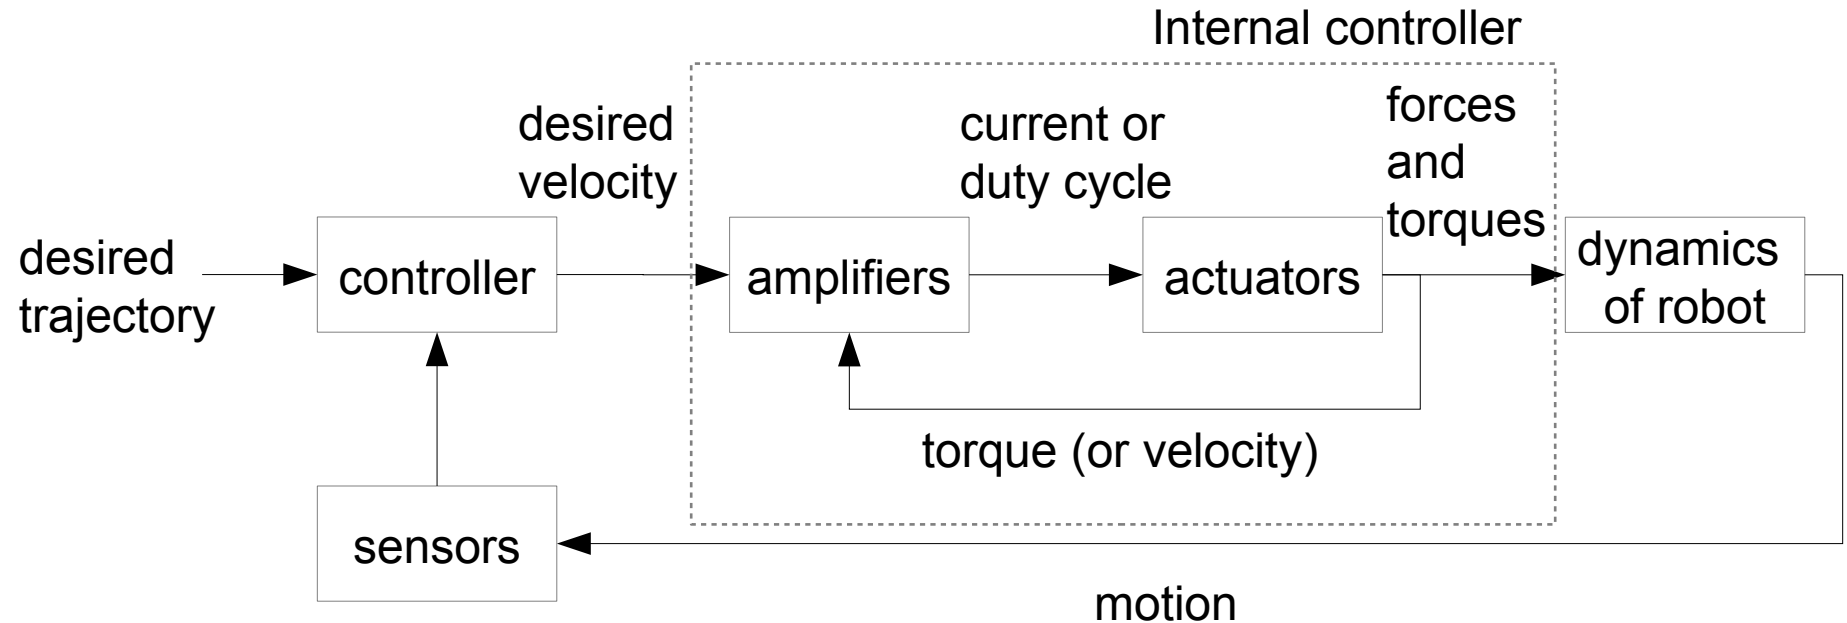 Internal controller
desired
velocity
current or
duty cycle
forces
and
torques
desired
trajectory
controller
amplifiers
actuators
dynamics
of robot
torque (or velocity)
sensors
motion